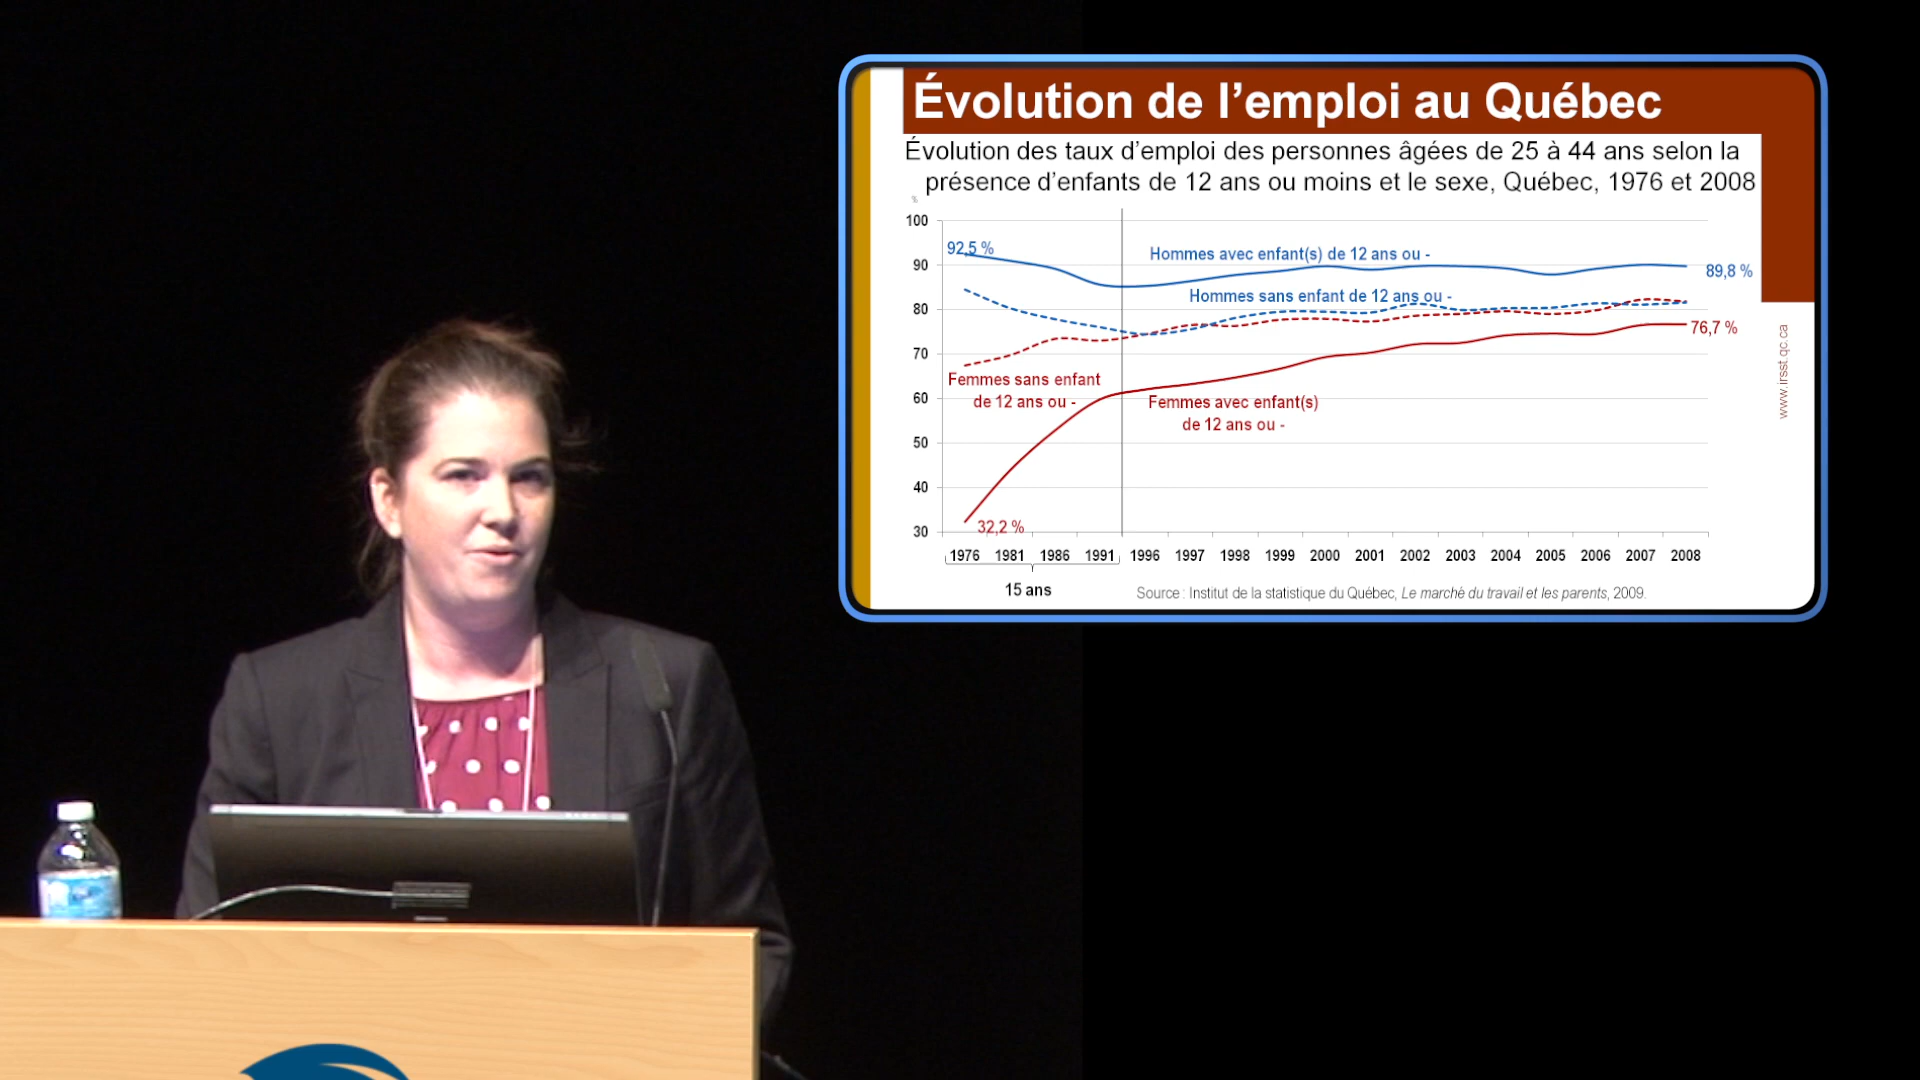 Évolution de l’emploi au Québec
Évolution des taux d’emploi des personnes âgées de 25 à 44 ans selon la
présence d’enfants de 12 ans ou moins et le sexe, Québec, 1976 et 2008
%
100
90
80
70
60
50
40
30
92,5 %
Hommes avec enfant(s) de 12 ans ou -
89,8 %
Hommes sans enfant de 12 ans ou -
76,7 %
Femmes sans enfant
de 12 ans ou -
Femmes avec enfant(s)
de 12 ans ou -
32,2 %
1976 1981 1986 1991 1996 1997 1998 1999 2000 2001 2002 2003 2004 2005 2006 2007 2008
15 ans
Source : Institut de la statistique du Québec, Le marché du travail et les parents, 2009.
www.irsst.qc.ca